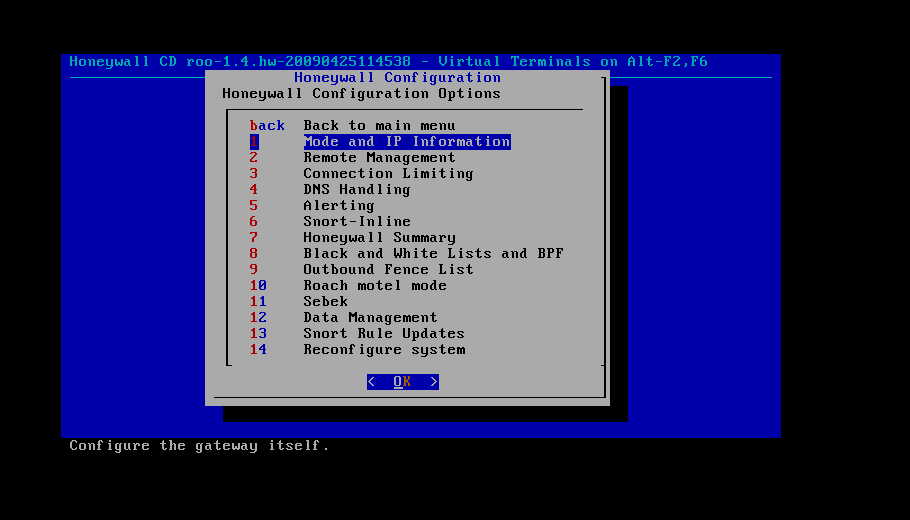 Honeywall CD roo-1.4.hw-20090425114538 - Virtual Terminals on Alt-F2,F6
Honeywall Configuration
Honeywall Configuration Options
back Back to main menu
1 Mode and IP Information
2 Remote Management
3 Connection Limiting
4 DNS Handling
5 Alerting
6 Snort-Inline
7 Honeywall Summary
8 Black and White Lists and BPF
9 Outbound Fence List
10 Roach motel mode
11 Sebek
12 Data Management
13 Snort Rule Updates
14 Reconfigure system
< OK >
Configure the gateway itself.